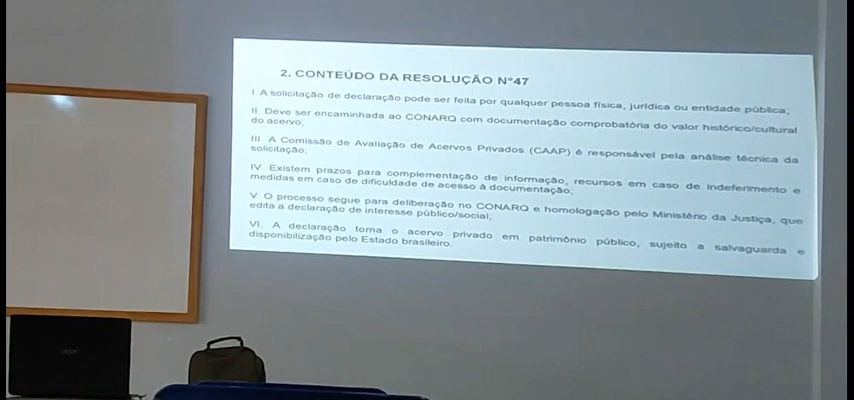 2. CONTEÚDO DA RESOLUÇÃO N°47
I. A solicitação de declaração pode ser feita por qualquer pessoa física, jurídica ou entidade pública;
II. Deve ser encaminhada ao CONARQ com documentação comprobatória do valor histórico/cultural
do acervo;
III. A Comissão de Avaliação de Acervos Privados (CAAP) é responsável pela análise técnica da
solicitação;
IV. Existem prazos para complementação de informação, recursos em caso de indeferimento e
medidas em caso de dificuldade de acesso à documentação;
V. O processo segue para deliberação no CONARQ e homologação pelo Ministério da Justiça, que
edita a declaração de interesse público/social;
VI. A declaração torna o acervo privado em patrimônio público, sujeito a salvaguarda e
disponibilização pelo Estado brasileiro.
acer